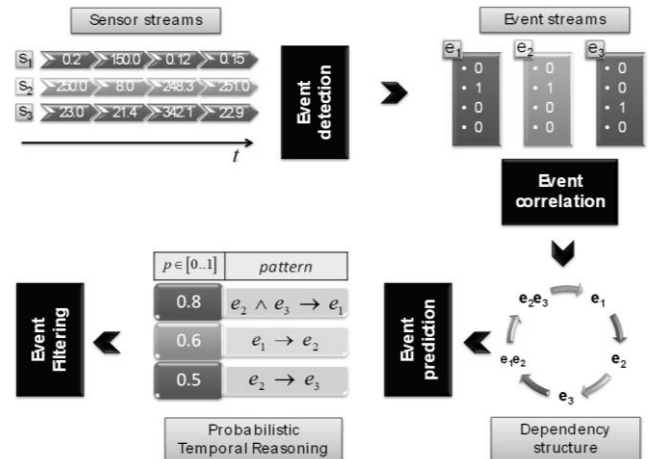 Sensor streams
Event streams
S1 0.2 150.0 0.12 0.15
S2 250.0 8.0 248.3 251.0
S3 23.0 21.4 342.1 22.9
t
Event detection
e1 e2 e3
• 0 • 0 • 0
• 1 • 1 • 0
• 0 • 0 • 1
• 0 • 0 • 0
Event correlation
e2e3 e1
e1e2 e2
e3
Dependency structure
Event prediction
p∈[0..1] pattern
0.8 e2 ∧ e3 → e1
0.6 e1 → e2
0.5 e2 → e3
Probabilistic
Temporal Reasoning
Event Filtering